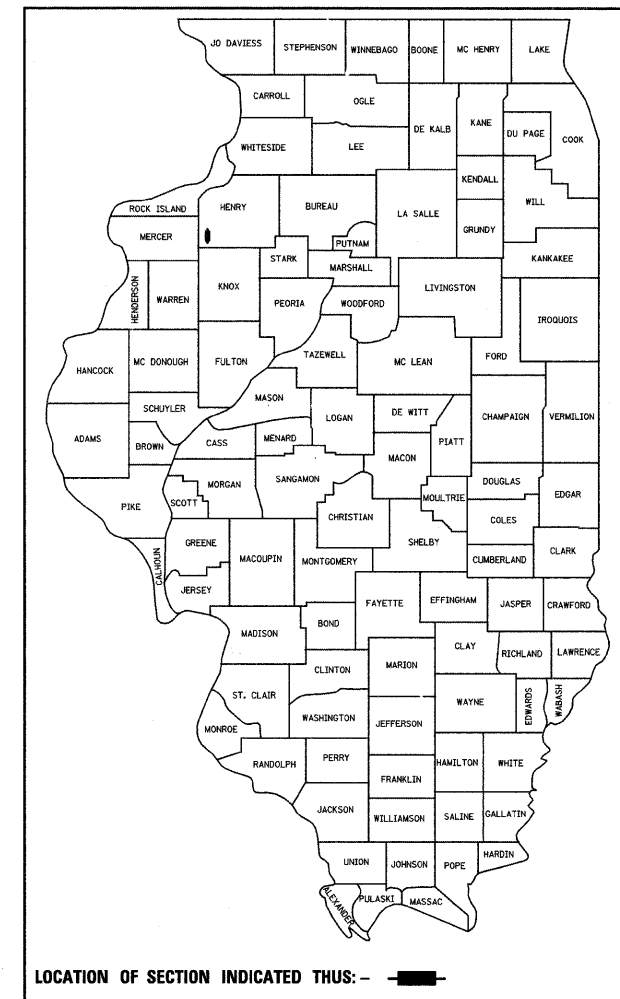 JO DAVIESS STEPHENSON WINNEBAGO BOONE MC HENRY LAKE
CARROLL OGLE DE KALB KANE DU PAGE COOK
WHITESIDE LEE KENDALL WILL
ROCK ISLAND HENRY BUREAU LA SALLE GRUNDY
MERCER PUTNAM KANKAKEE
STARK MARSHALL
HENDERSON WARREN KNOX PEORIA WOODFORD LIVINGSTON IROQUOIS
HANCOCK MC DONOUGH FULTON TAZEWELL MC LEAN FORD
SCHUYLER MASON LOGAN DE WITT CHAMPAIGN VERMILION
ADAMS BROWN CASS MENARD MACON PIATT
PIKE SCOTT MORGAN SANGAMON MOULTRIE DOUGLAS EDGAR
CHRISTIAN COLES
CALHOUN GREENE MACOUPIN MONTGOMERY SHELBY CUMBERLAND CLARK
JERSEY FAYETTE EFFINGHAM JASPER CRAWFORD
MADISON BOND CLAY RICHLAND LAWRENCE
CLINTON MARION
ST. CLAIR WASHINGTON JEFFERSON WAYNE EDWARDS WABASH
MONROE
RANDOLPH PERRY FRANKLIN HAMILTON WHITE
JACKSON WILLIAMSON SALINE GALLATIN
UNION JOHNSON POPE HARDIN
ALEXANDER PULASKI MASSAC
LOCATION OF SECTION INDICATED THUS: –